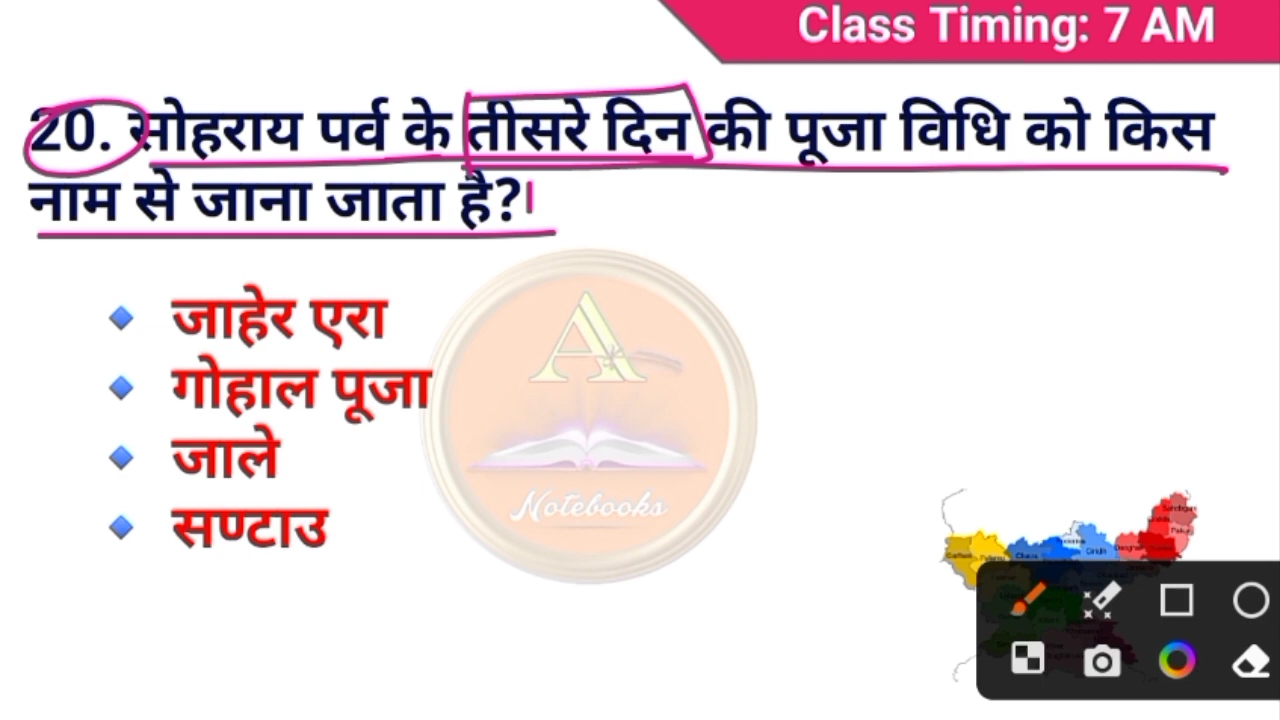 Class Timing: 7 AM
20. सोहराय पर्व के तीसरे दिन की पूजा विधि को किस
नाम से जाना जाता है?
जाहेर एरा
गोहाल पूजा
जाले
सण्टाउ
A
Notebooks